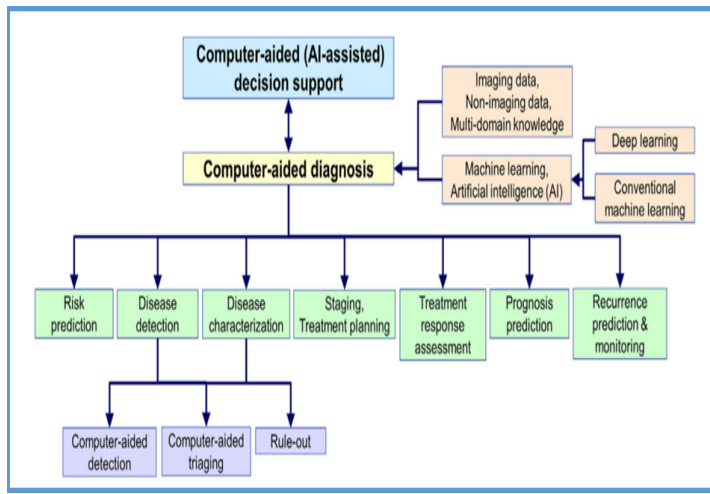 Computer-aided (AI-assisted)
decision support
Imaging data,
Non-imaging data,
Multi-domain knowledge
Deep learning
Computer-aided diagnosis
Machine learning,
Artificial intelligence (AI)
Conventional
machine learning
Risk
prediction
Disease
detection
Disease
characterization
Staging,
Treatment planning
Treatment
response
assessment
Prognosis
prediction
Recurrence
prediction &
monitoring
Computer-aided
detection
Computer-aided
triaging
Rule-out